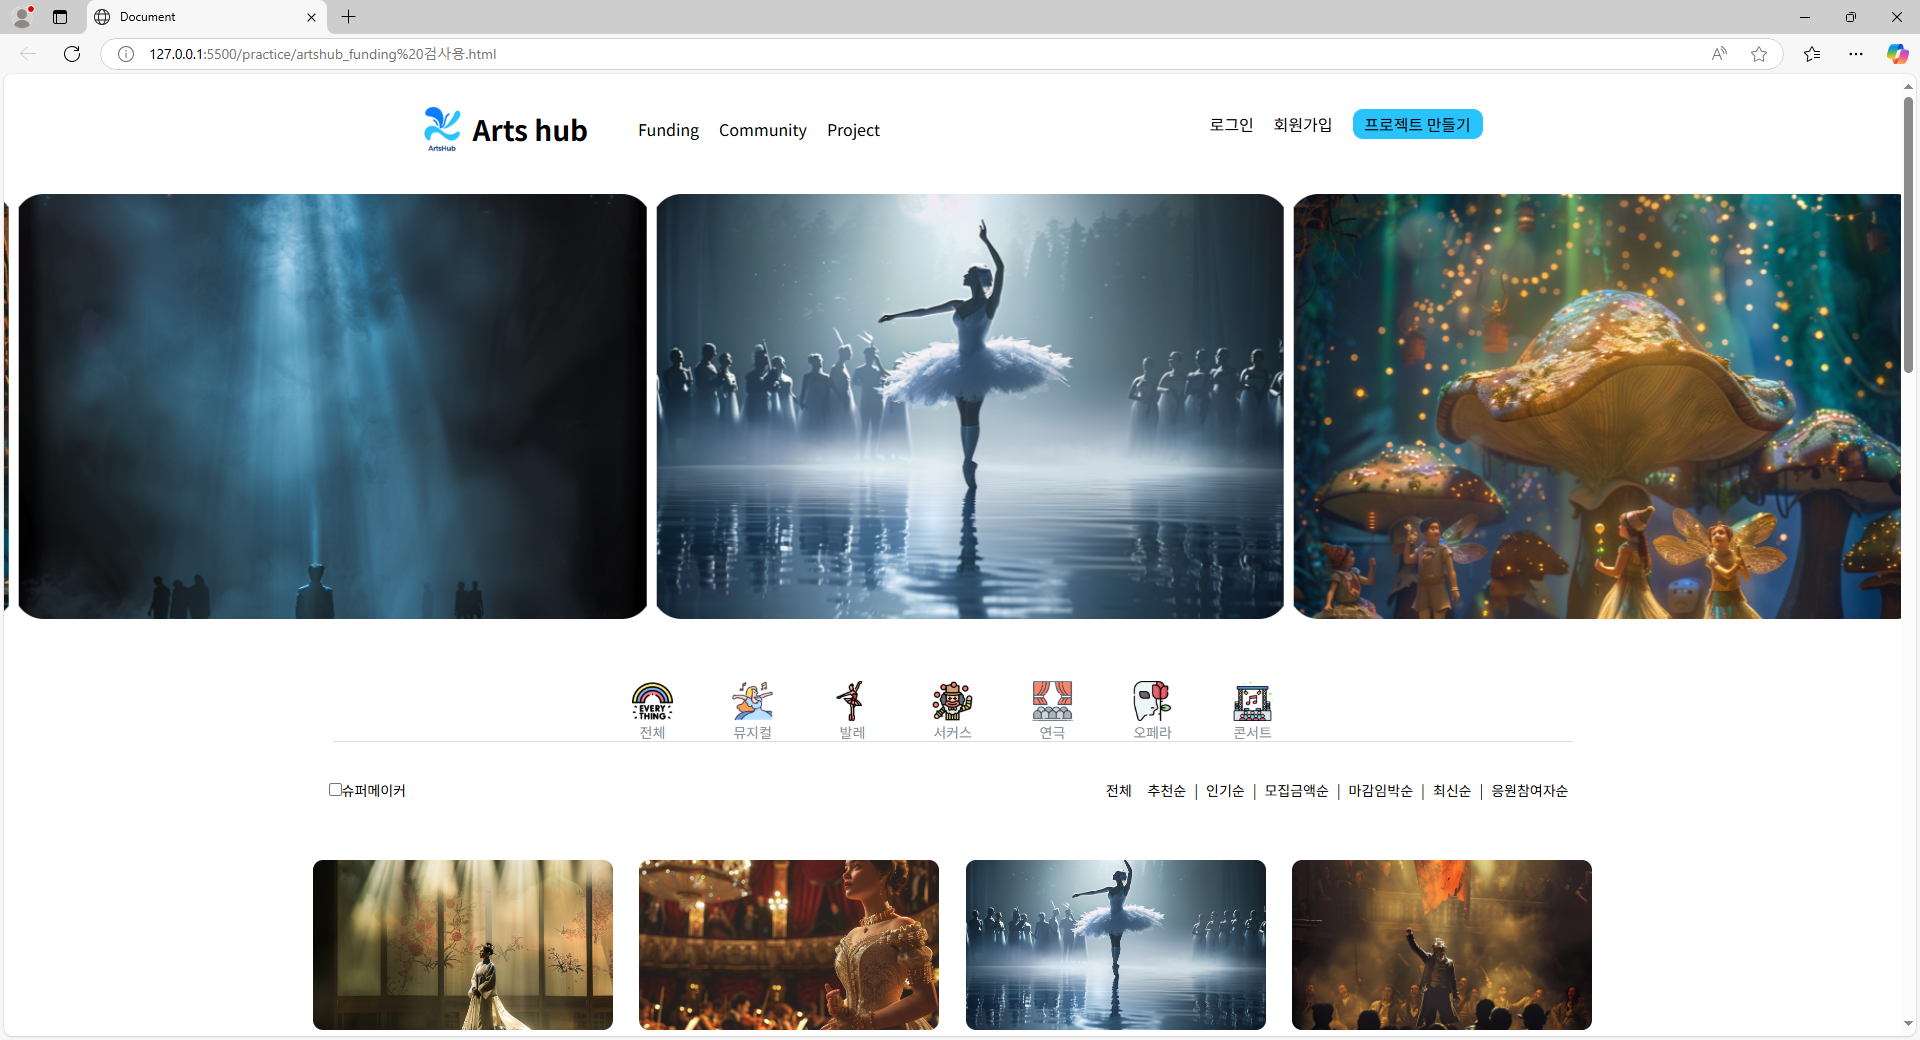 Document
127.0.0.1:5500/practice/artshub_funding%20검사용.html
ArtsHub
Arts hub
Funding Community Project
로그인 회원가입 프로젝트 만들기
EVERY
THING
전체 뮤지컬 발레 서커스 연극 오페라 콘서트
슈퍼메이커
전체 추천순 | 인기순 | 모집금액순 | 마감임박순 | 최신순 | 응원참여자순